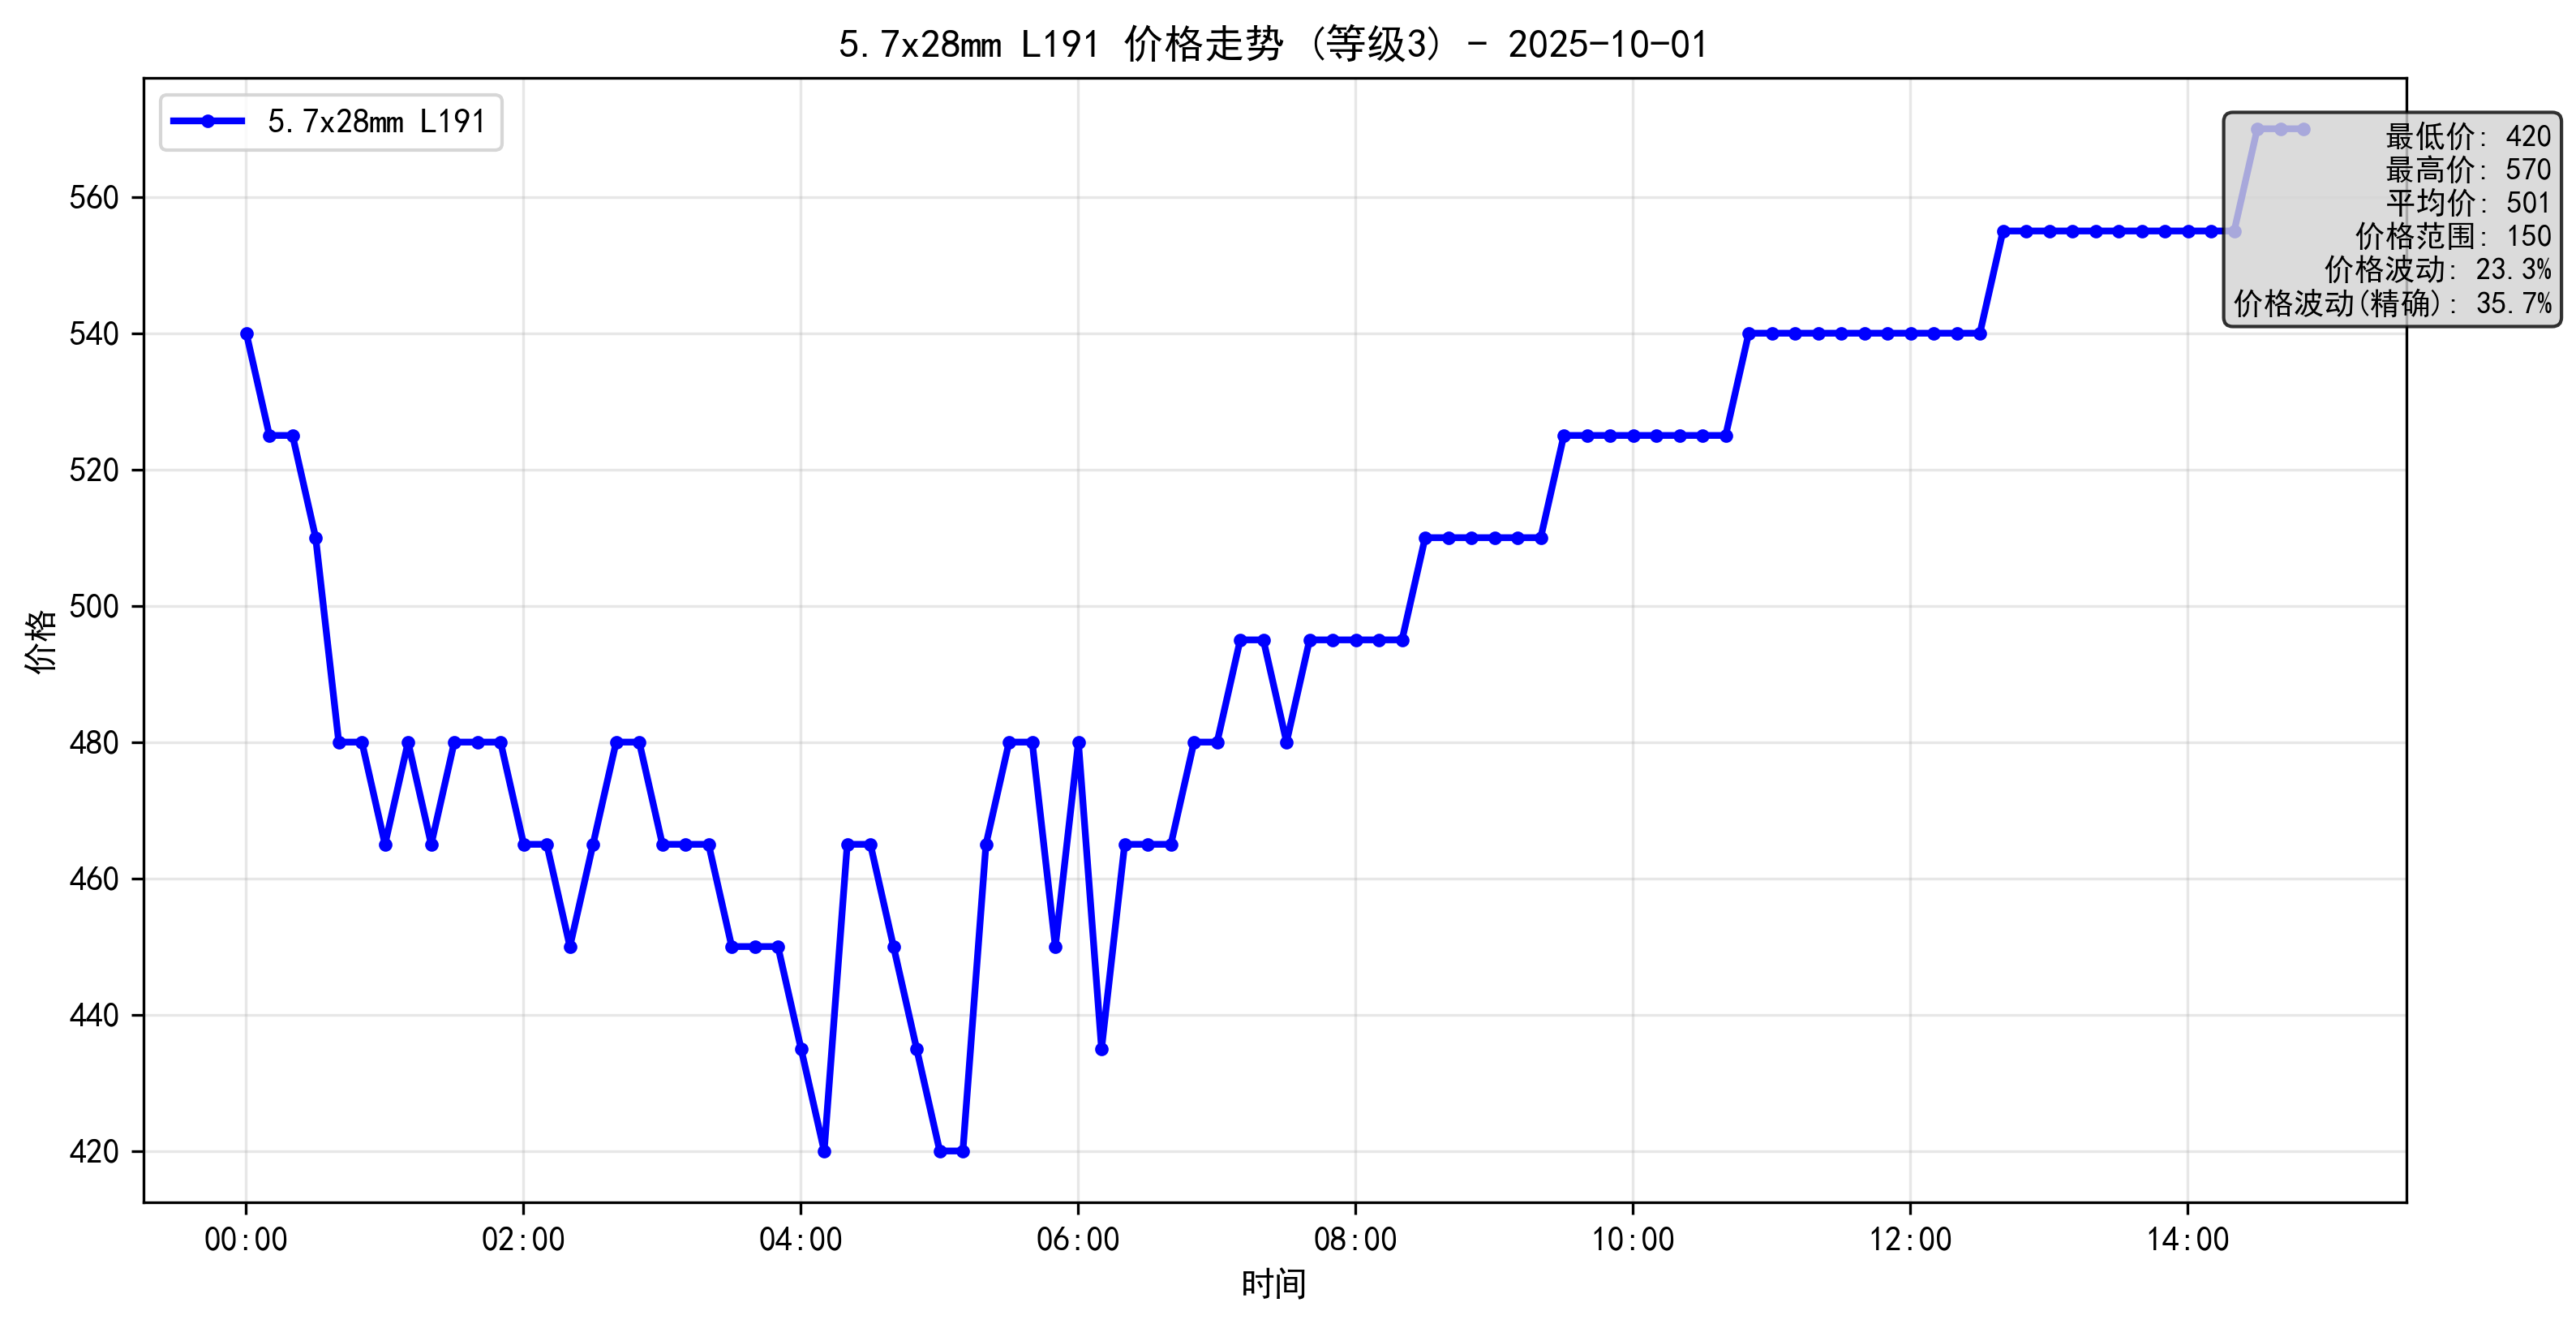 5.7x28mm L191 价格走势 (等级3) - 2025-10-01
5.7x28mm L191
最低价: 420
最高价: 570
平均价: 501
价格范围: 150
价格波动: 23.3%
价格波动(精确): 35.7%
560
540
520
500
480
460
440
420
价格
00:00 02:00 04:00 06:00 08:00 10:00 12:00 14:00
时间